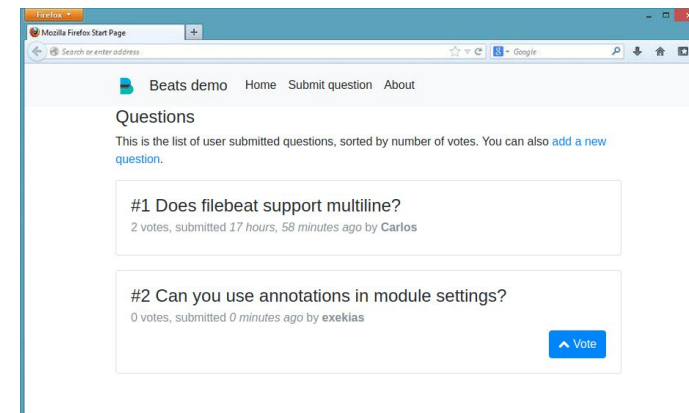 Firefox
Mozilla Firefox Start Page
Search or enter address
Google
Beats demo Home Submit question About
Questions
This is the list of user submitted questions, sorted by number of votes. You can also add a new
question.
#1 Does filebeat support multiline?
2 votes, submitted 17 hours, 58 minutes ago by Carlos
#2 Can you use annotations in module settings?
0 votes, submitted 0 minutes ago by exekias
Vote